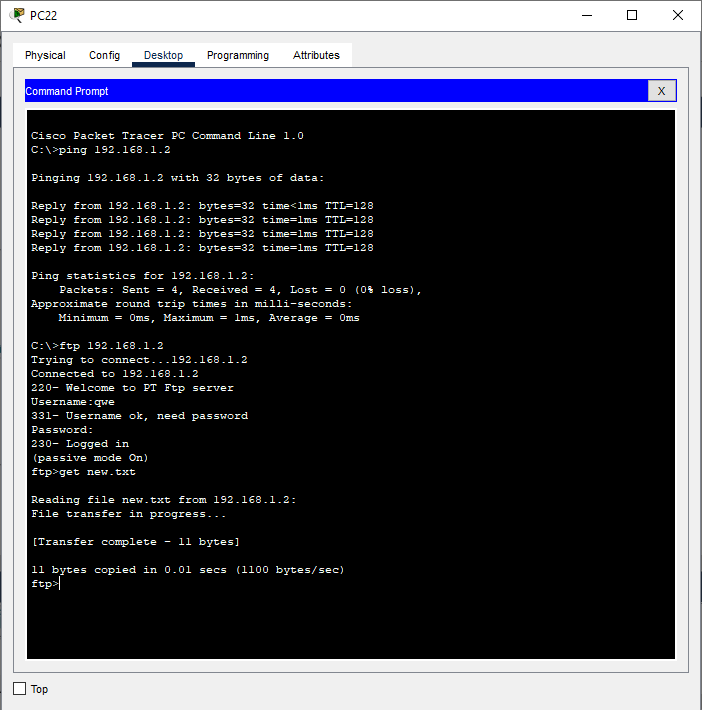 PC22
Physical Config Desktop Programming Attributes
Command Prompt X
Cisco Packet Tracer PC Command Line 1.0
C:\>ping 192.168.1.2
Pinging 192.168.1.2 with 32 bytes of data:
Reply from 192.168.1.2: bytes=32 time<1ms TTL=128
Reply from 192.168.1.2: bytes=32 time=1ms TTL=128
Reply from 192.168.1.2: bytes=32 time=1ms TTL=128
Reply from 192.168.1.2: bytes=32 time=1ms TTL=128
Ping statistics for 192.168.1.2:
Packets: Sent = 4, Received = 4, Lost = 0 (0% loss),
Approximate round trip times in milli-seconds:
Minimum = 0ms, Maximum = 1ms, Average = 0ms
C:\>ftp 192.168.1.2
Trying to connect...192.168.1.2
Connected to 192.168.1.2
220- Welcome to PT Ftp server
Username:qwe
331- Username ok, need password
Password:
230- Logged in
(passive mode On)
ftp>get new.txt
Reading file new.txt from 192.168.1.2:
File transfer in progress...
[Transfer complete - 11 bytes]
11 bytes copied in 0.01 secs (1100 bytes/sec)
ftp>
Top